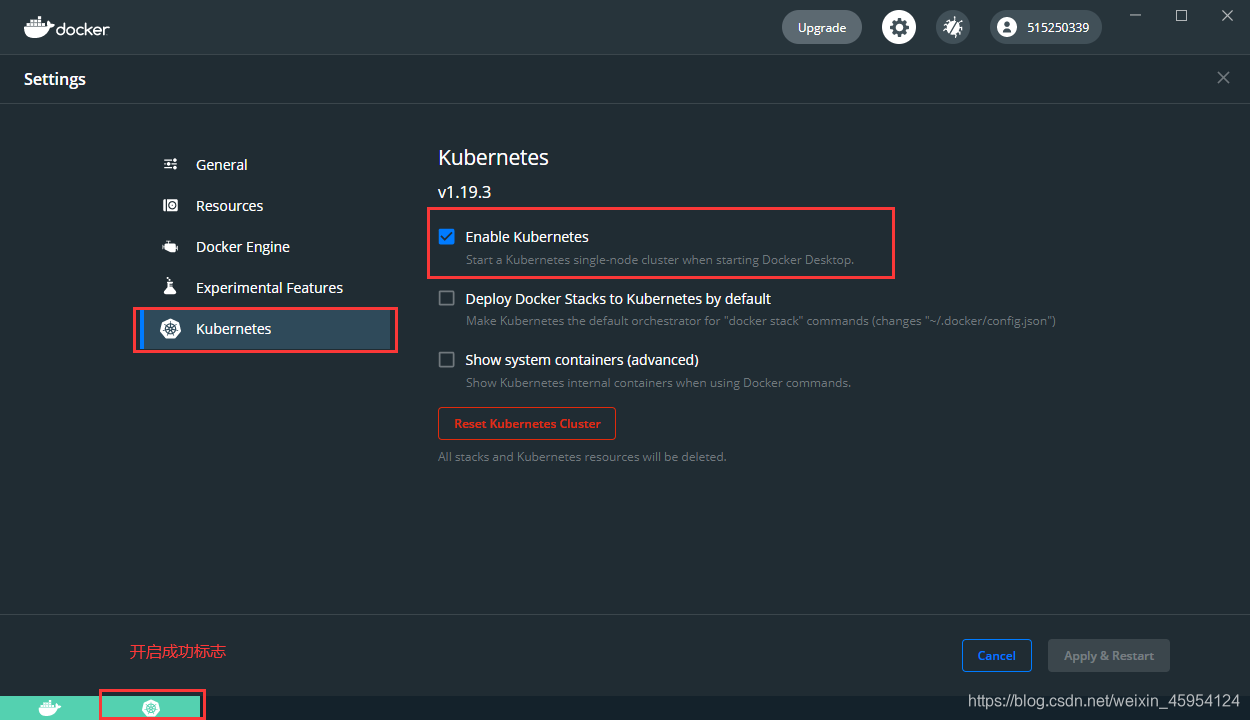 docker
Upgrade
515250339
Settings
General
Resources
Docker Engine
Experimental Features
Kubernetes
Kubernetes
v1.19.3
Enable Kubernetes
Start a Kubernetes single-node cluster when starting Docker Desktop.
Deploy Docker Stacks to Kubernetes by default
Make Kubernetes the default orchestrator for "docker stack" commands (changes "~/.docker/config.json")
Show system containers (advanced)
Show Kubernetes internal containers when using Docker commands.
Reset Kubernetes Cluster
All stacks and Kubernetes resources will be deleted.
开启成功标志
Cancel
Apply & Restart
https://blog.csdn.net/weixin_45954124